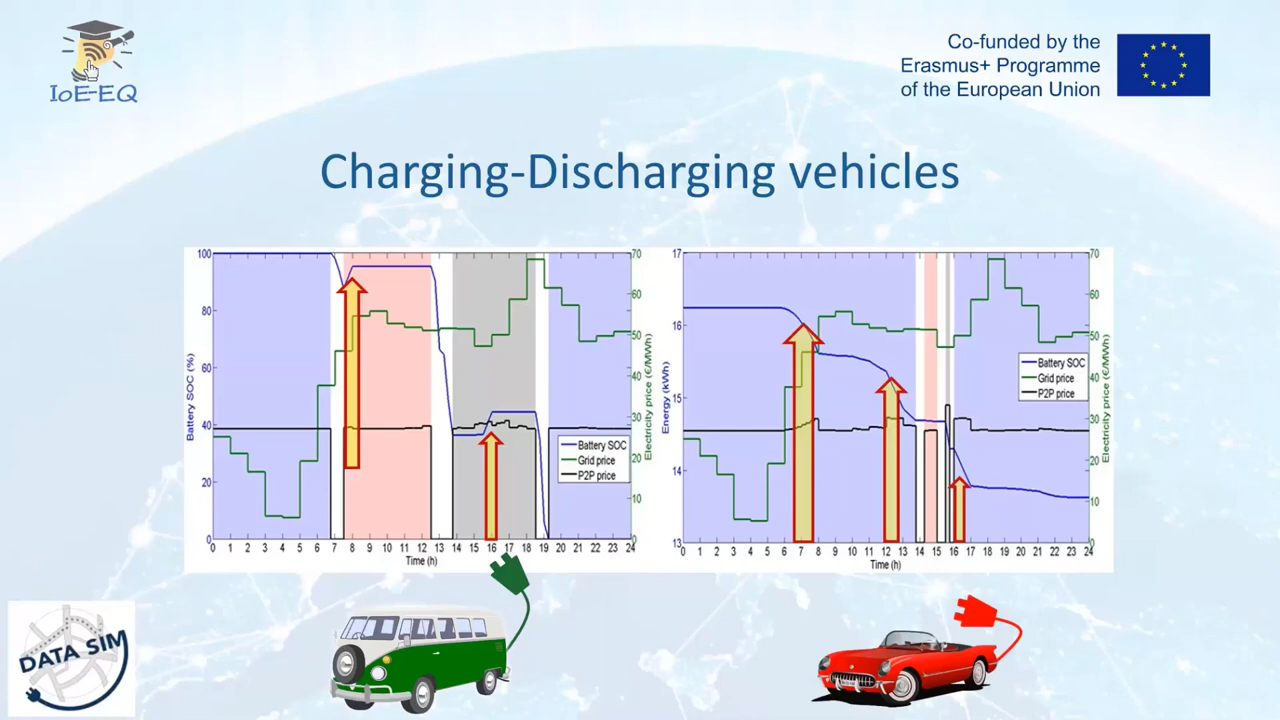 IoE-EQ
Co-funded by the
Erasmus+ Programme
of the European Union
Charging-Discharging vehicles
100
80
60
40
20
0
Battery SOC (%)
70
60
50
40
30
20
10
0
Electricity price (€/MWh)
Battery SOC
Grid price
P2P price
0 1 2 3 4 5 6 7 8 9 10 11 12 13 14 15 16 17 18 19 20 21 22 23 24
Time (h)
17
16
15
14
13
Energy (kWh)
70
60
50
40
30
20
10
0
Electricity price (€/MWh)
Battery SOC
Grid price
P2P price
0 1 2 3 4 5 6 7 8 9 10 11 12 13 14 15 16 17 18 19 20 21 22 23 24
Time (h)
DATA SIM